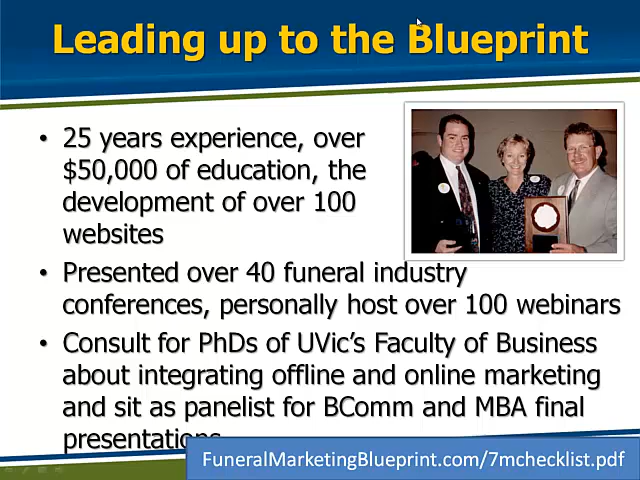 Leading up to the Blueprint
• 25 years experience, over
$50,000 of education, the
development of over 100
websites
• Presented over 40 funeral industry
conferences, personally host over 100 webinars
• Consult for PhDs of UVic’s Faculty of Business
about integrating offline and online marketing
and sit as panelist for BComm and MBA final
presentations
FuneralMarketingBlueprint.com/7mchecklist.pdf